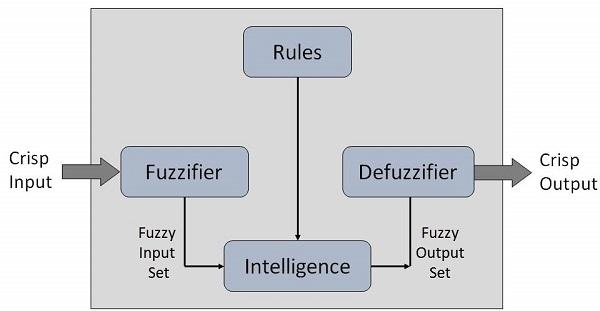 Rules
Crisp
Input
Fuzzifier
Defuzzifier
Crisp
Output
Fuzzy
Input
Set
Intelligence
Fuzzy
Output
Set